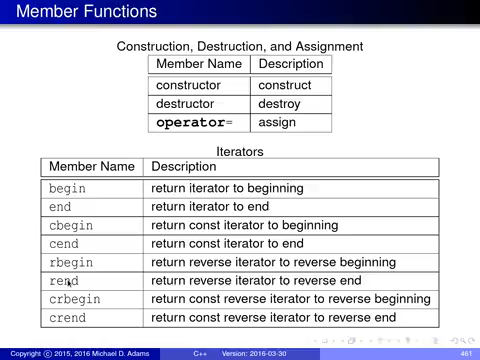 Member Functions
Construction, Destruction, and Assignment
Member Name Description
constructor construct
destructor destroy
operator= assign
Iterators
Member Name Description
begin return iterator to beginning
end return iterator to end
cbegin return const iterator to beginning
cend return const iterator to end
rbegin return reverse iterator to reverse beginning
rend return reverse iterator to reverse end
crbegin return const reverse iterator to reverse beginning
crend return const reverse iterator to reverse end
Copyright (c) 2015, 2016 Michael D. Adams C++ Version: 2016-03-30 461